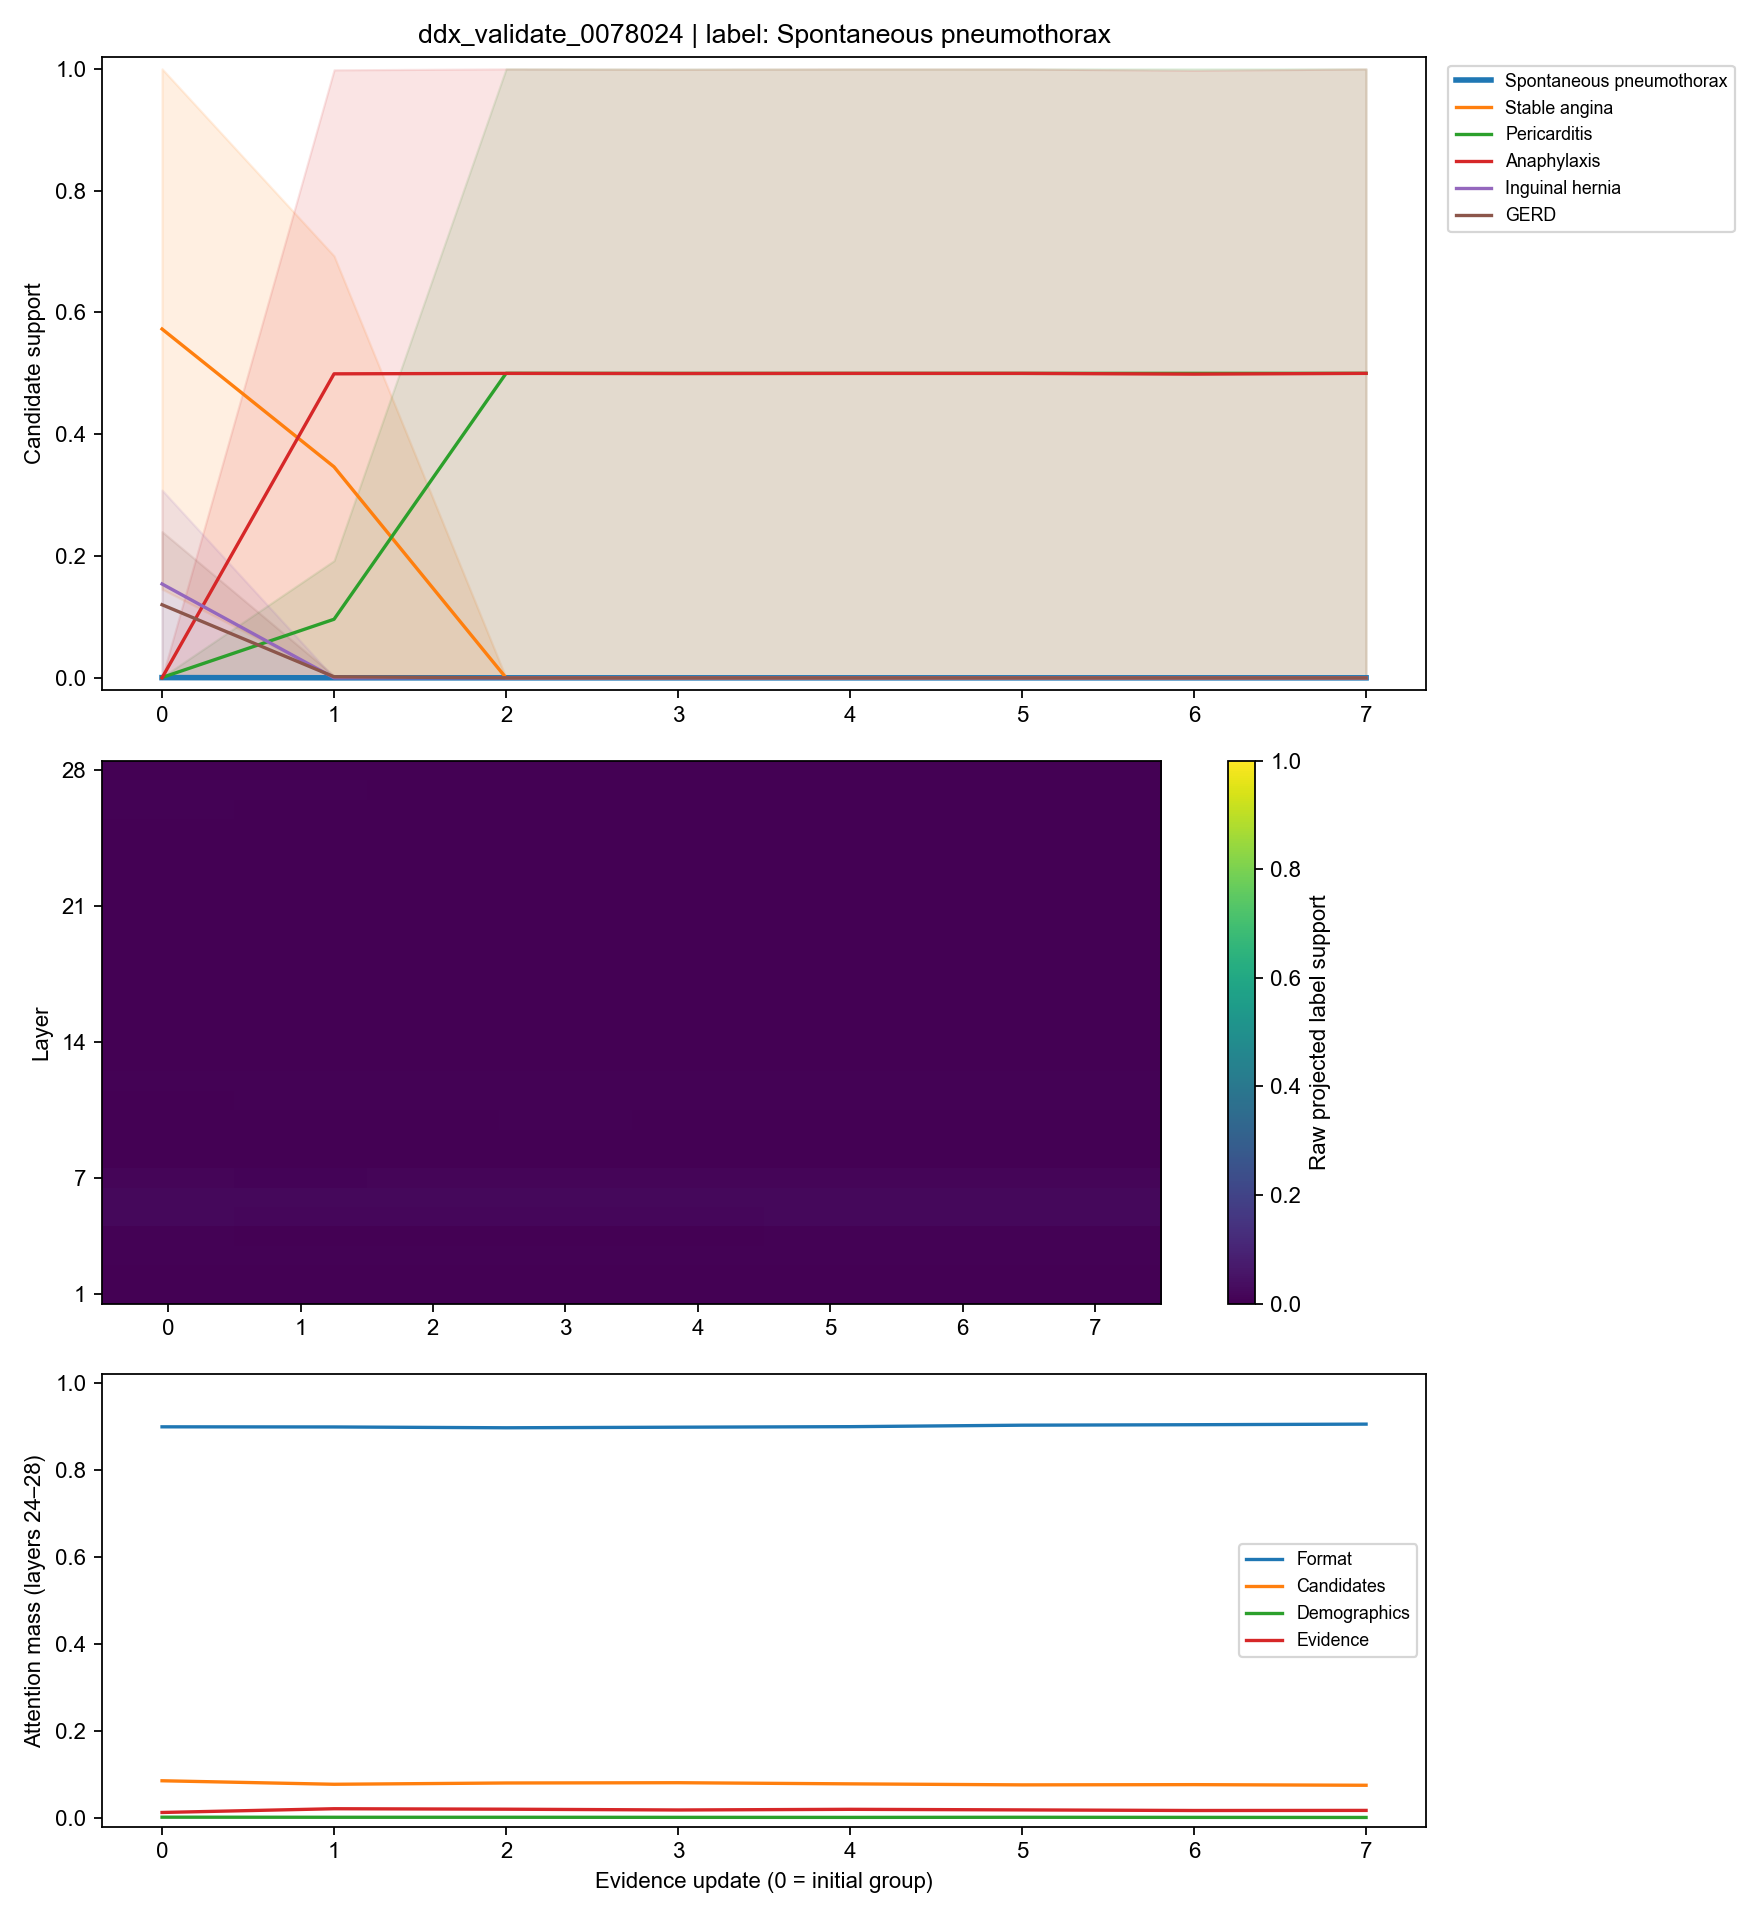 ddx_validate_0078024 | label: Spontaneous pneumothorax
Candidate support
1.0
0.8
0.6
0.4
0.2
0.0
0 1 2 3 4 5 6 7
Spontaneous pneumothorax
Stable angina
Pericarditis
Anaphylaxis
Inguinal hernia
GERD
Layer
28
21
14
7
1
0 1 2 3 4 5 6 7
1.0
0.8
0.6
0.4
0.2
0.0
Raw projected label support
Attention mass (layers 24–28)
1.0
0.8
0.6
0.4
0.2
0.0
Format
Candidates
Demographics
Evidence
0 1 2 3 4 5 6 7
Evidence update (0 = initial group)